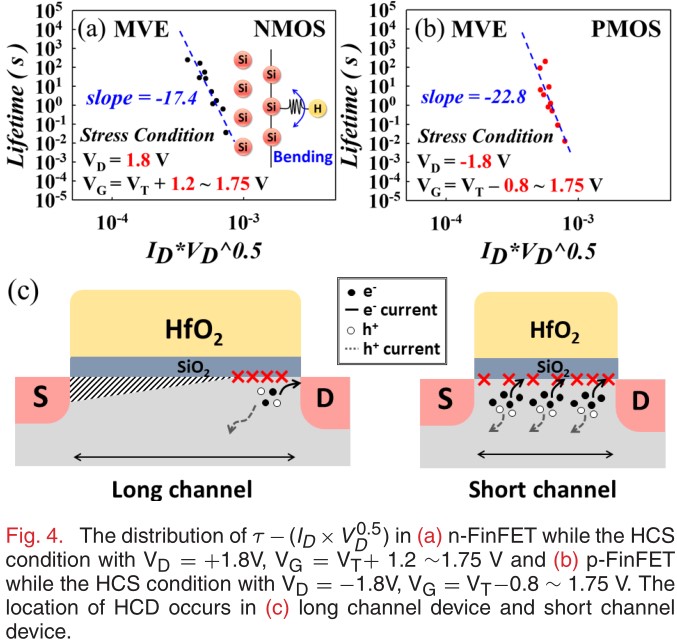 (a) MVE NMOS
Lifetime ( s )
10^5
10^4
10^3
10^2
10^1
10^0
10^-1
10^-2
10^-3
10^-4
10^-5
slope = -17.4
Stress Condition
V_D = 1.8 V
V_G = V_T + 1.2 ~ 1.75 V
Si
Si
Si
Si
Si
Si
Si
Si
H
Bending
10^-4
10^-3
I_D*V_D^0.5
(b) MVE PMOS
Lifetime ( s )
10^5
10^4
10^3
10^2
10^1
10^0
10^-1
10^-2
10^-3
10^-4
10^-5
slope = -22.8
Stress Condition
V_D = -1.8 V
V_G = V_T − 0.8 ~ 1.75 V
10^-4
10^-3
I_D*V_D^0.5
(c)
e^-
e^- current
h^+
h^+ current
HfO_2
SiO_2
S
D
Long channel
HfO_2
SiO_2
S
D
Short channel
Fig. 4. The distribution of τ − (I_D × V_D^0.5) in (a) n-FinFET while the HCS
condition with V_D = +1.8V, V_G = V_T+ 1.2 ∼1.75 V and (b) p-FinFET
while the HCS condition with V_D = −1.8V, V_G = V_T−0.8 ∼ 1.75 V. The
location of HCD occurs in (c) long channel device and short channel
device.